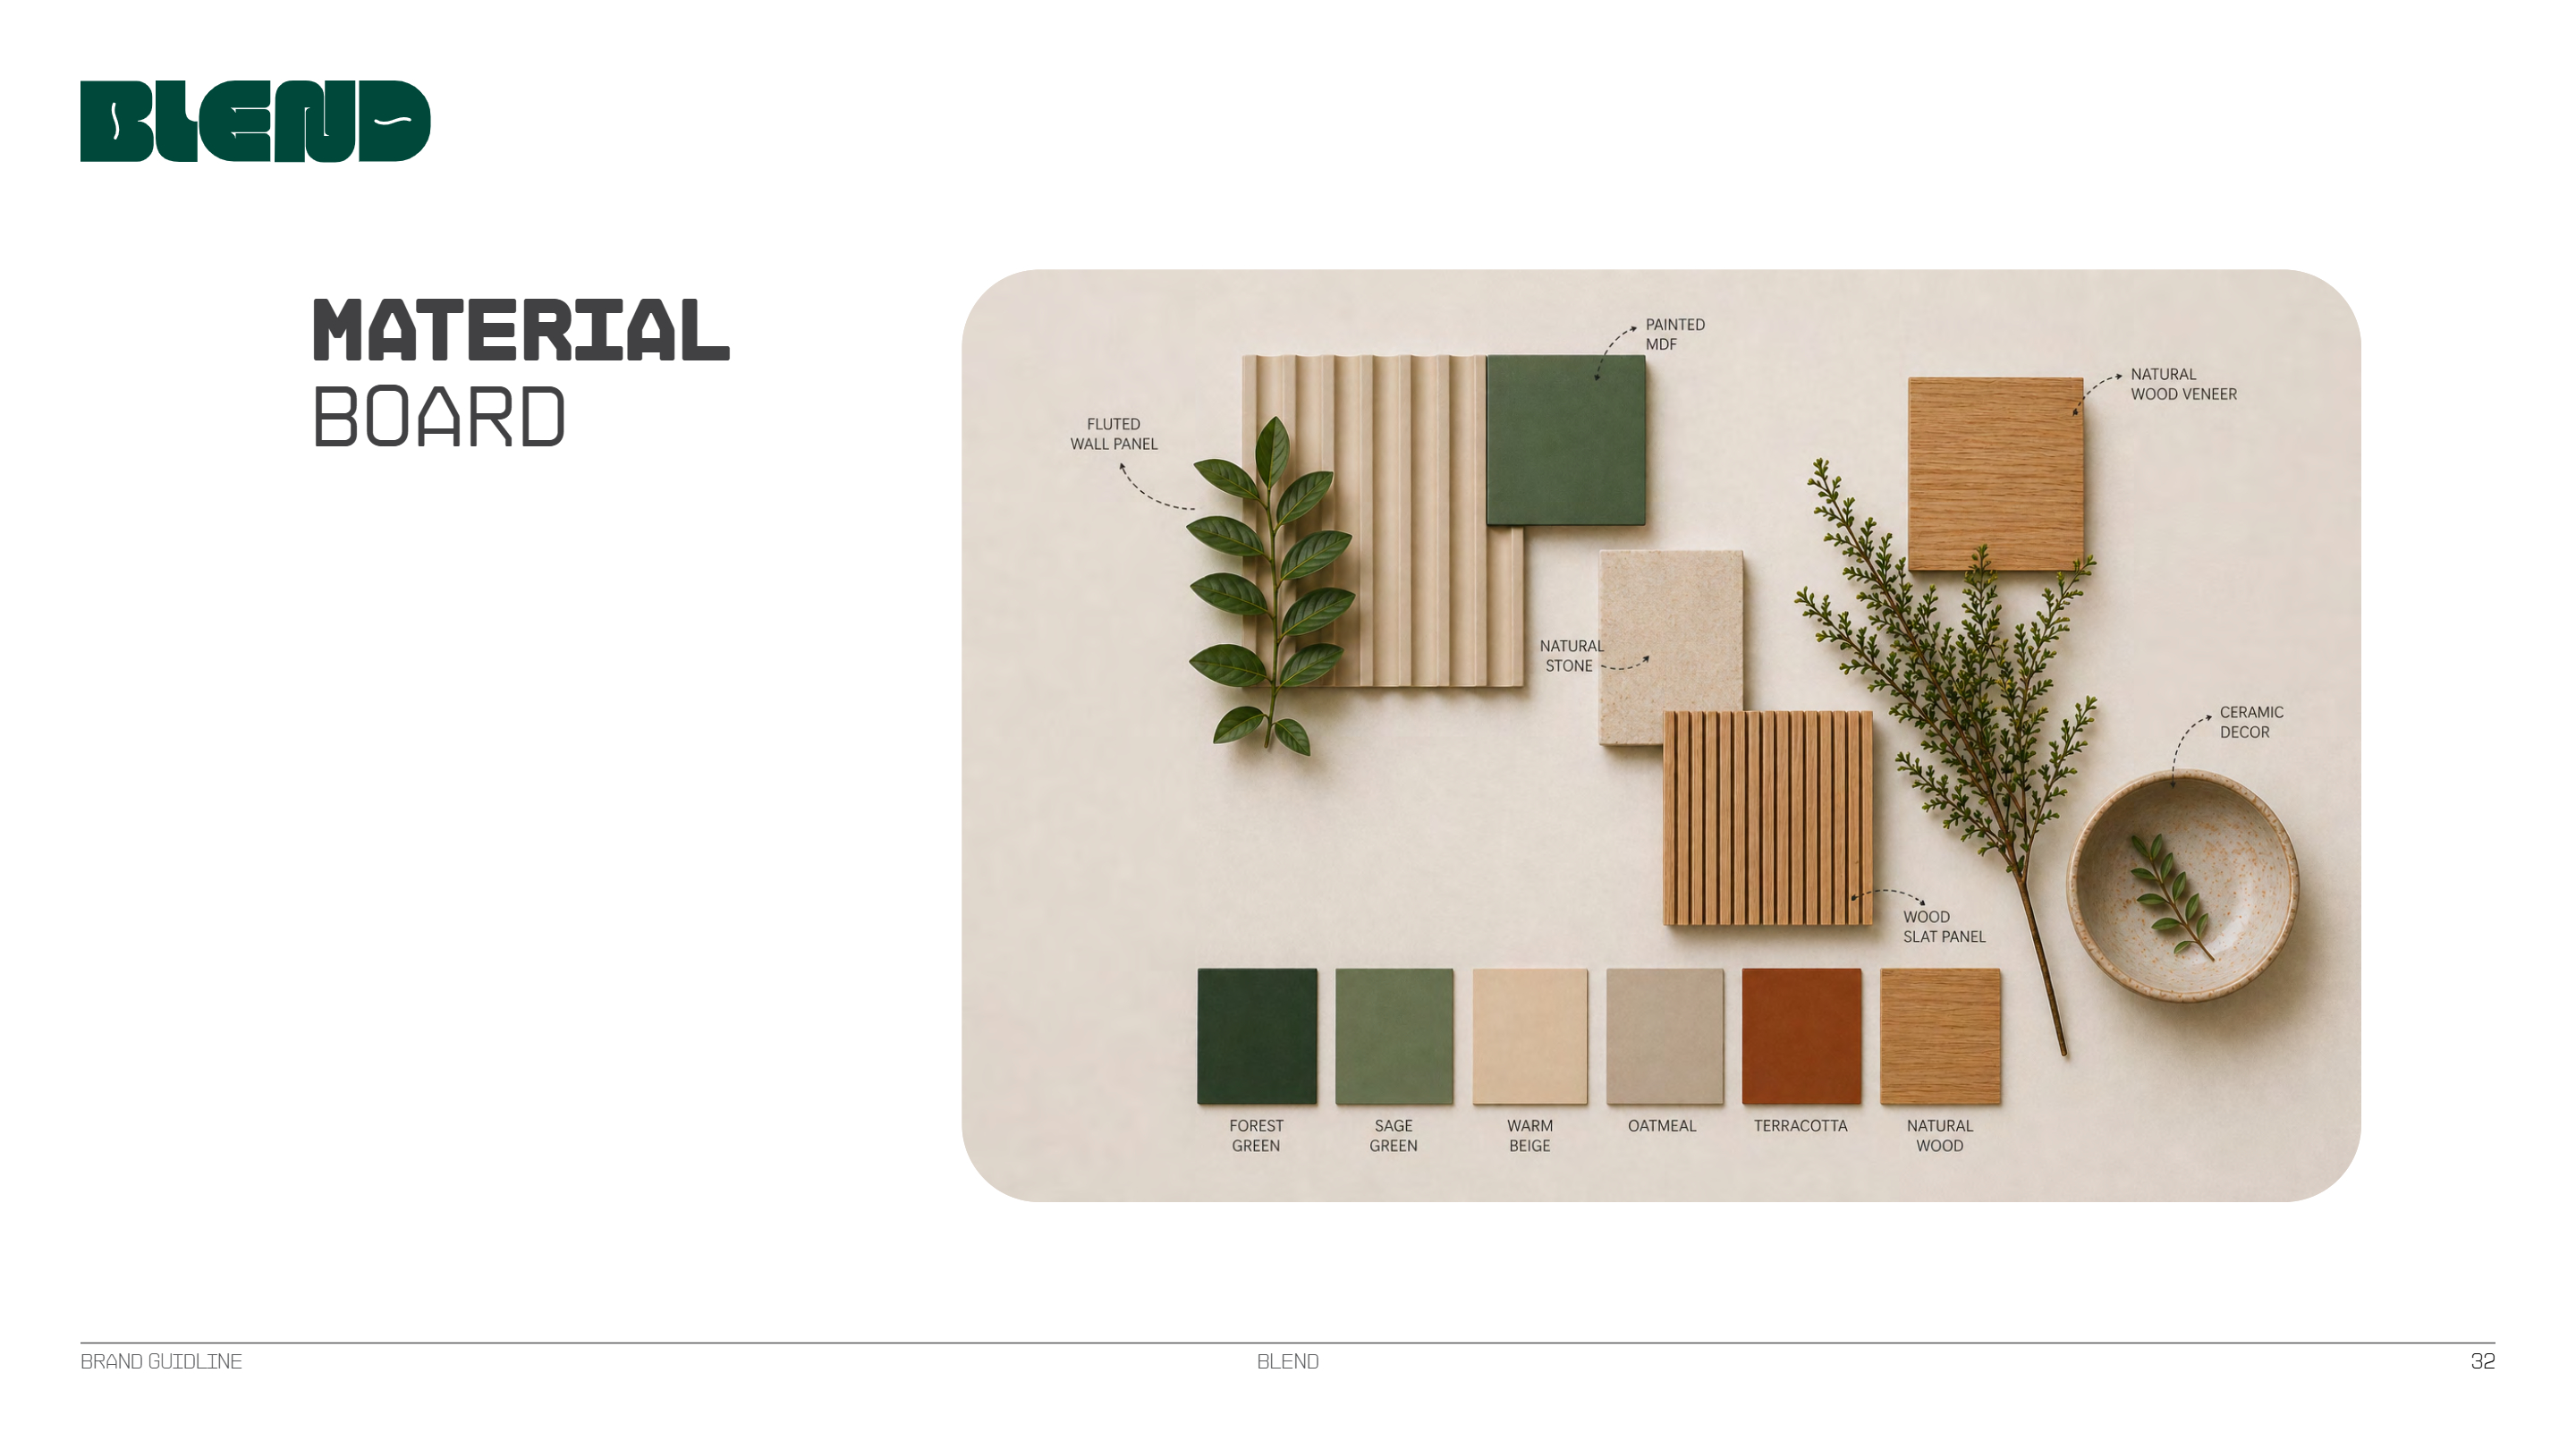 BLEND
MATERIAL
BOARD
PAINTED
MDF
NATURAL
WOOD VENEER
FLUTED
WALL PANEL
NATURAL
STONE
CERAMIC
DECOR
WOOD
SLAT PANEL
FOREST
GREEN
SAGE
GREEN
WARM
BEIGE
OATMEAL
TERRACOTTA
NATURAL
WOOD
BRAND GUIDLINE
BLEND
32